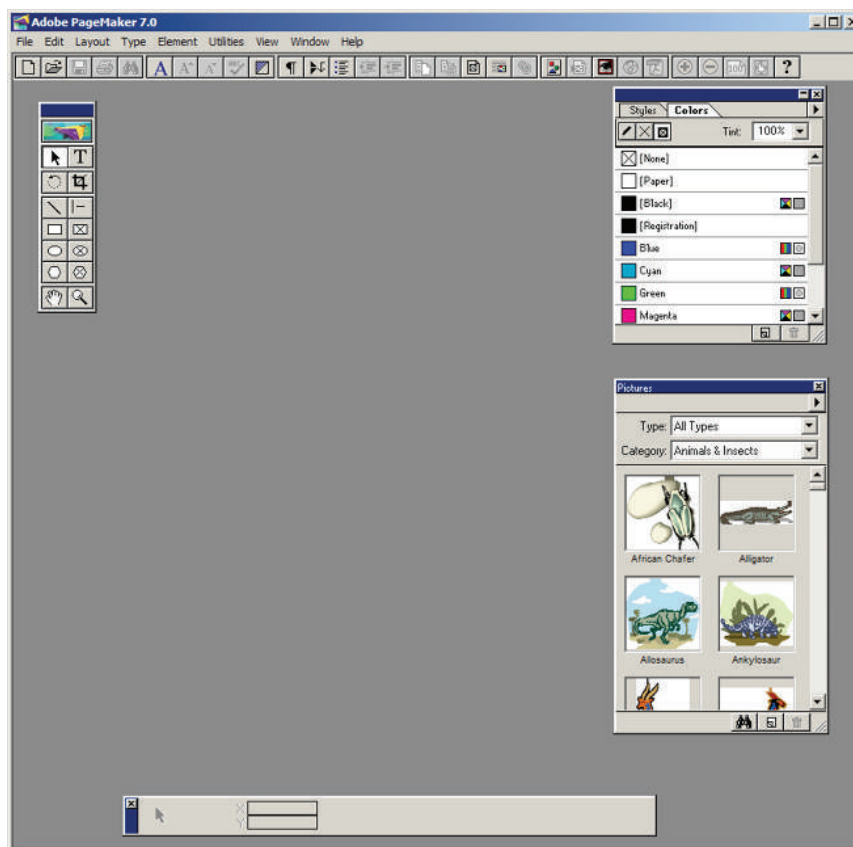 Adobe PageMaker 7.0
File Edit Layout Type Element Utilities View Window Help
Styles Colors
Tint: 100%
[None]
[Paper]
[Black]
[Registration]
Blue
Cyan
Green
Magenta
Pictures
Type: All Types
Category: Animals & Insects
African Chafer Alligator
Allosaurus Ankylosaur
X
Y